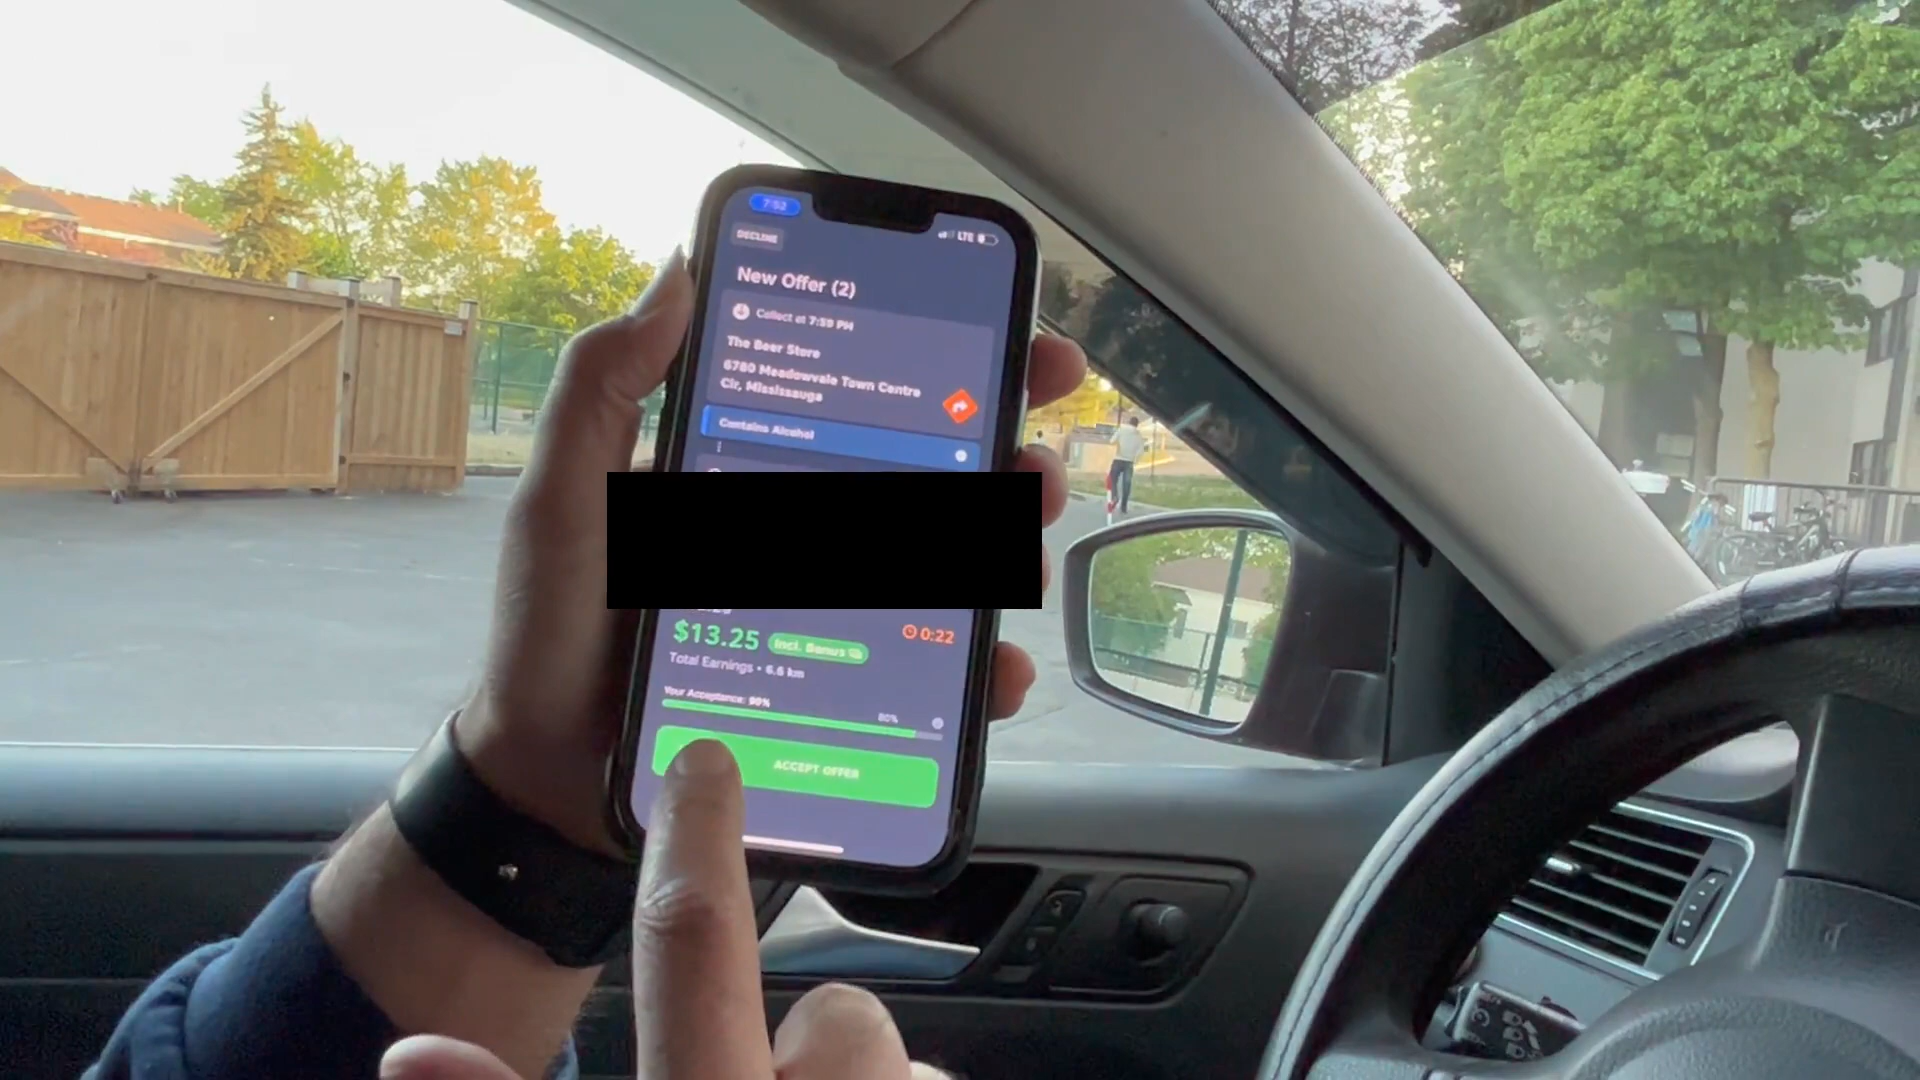 7:52
LTE
DECLINE
New Offer (2)
Collect at 7:59 PM
The Beer Store
6780 Meadowvale Town Centre
Cir, Mississauga
Contains Alcohol
$13.25 Incl. Bonus
0:22
Total Earnings • 6.6 km
Your Acceptance: 90%
80%
ACCEPT OFFER